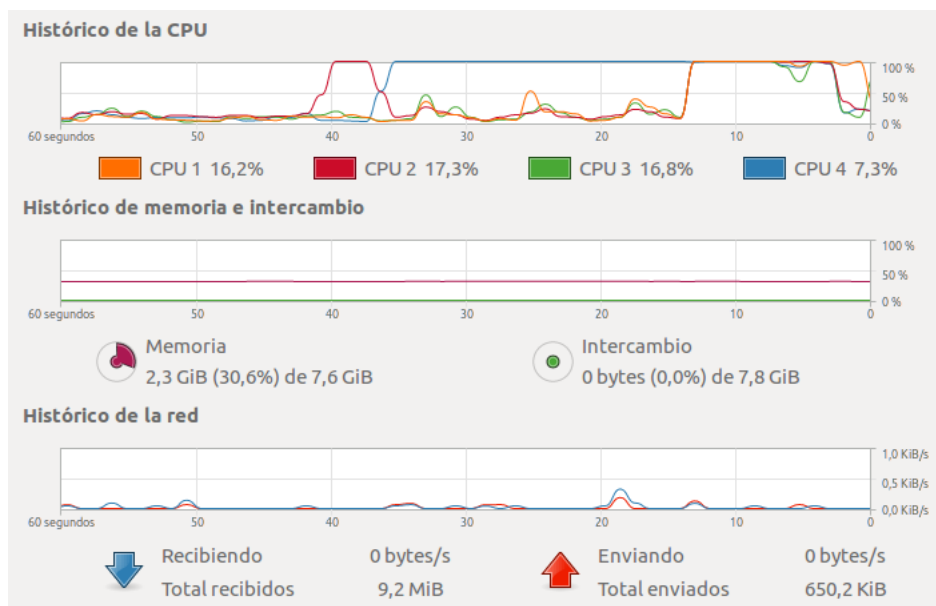 Histórico de la CPU
100 %
50 %
0 %
60 segundos 50 40 30 20 10 0
CPU 1 16,2% CPU 2 17,3% CPU 3 16,8% CPU 4 7,3%
Histórico de memoria e intercambio
100 %
50 %
0 %
60 segundos 50 40 30 20 10 0
Memoria Intercambio
2,3 GiB (30,6%) de 7,6 GiB 0 bytes (0,0%) de 7,8 GiB
Histórico de la red
1,0 KiB/s
0,5 KiB/s
0,0 KiB/s
60 segundos 50 40 30 20 10 0
Recibiendo 0 bytes/s Enviando 0 bytes/s
Total recibidos 9,2 MiB Total enviados 650,2 KiB